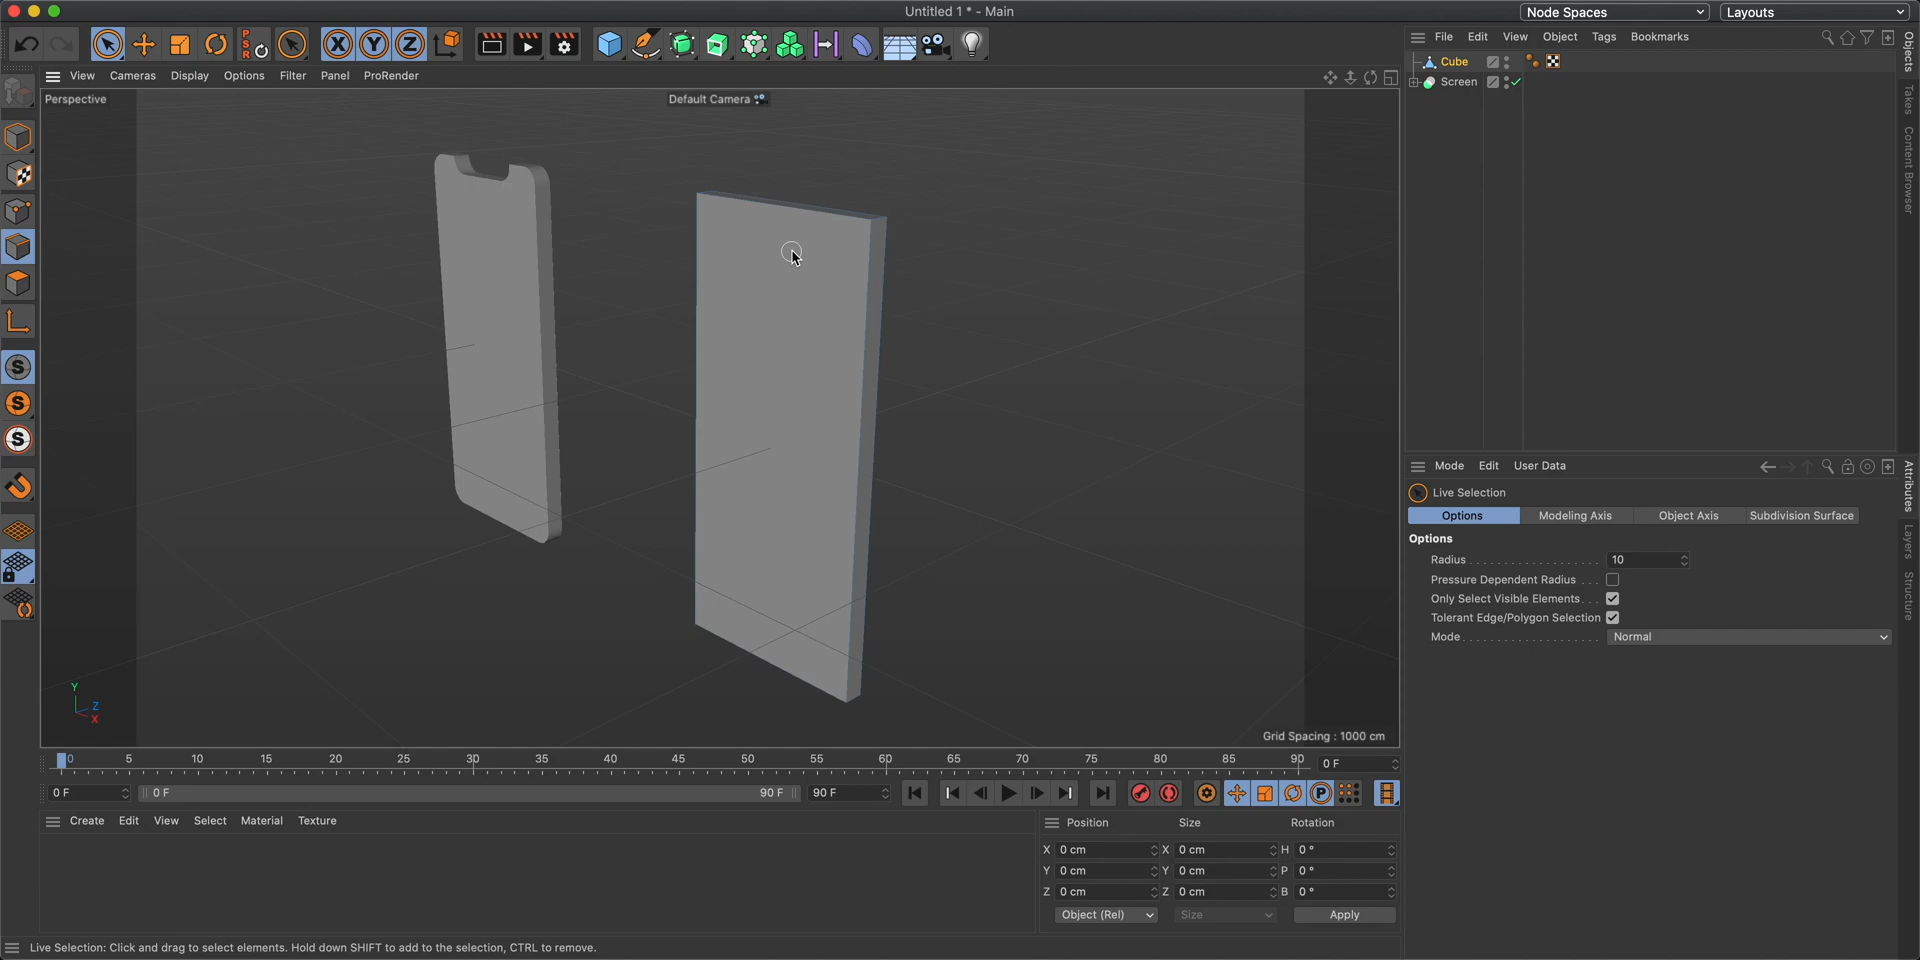 Untitled 1 * - Main
Node Spaces
Layouts
PSR
X Y Z
File Edit View Object Tags Bookmarks
Cube
Screen
Objects
Takes
Content Browser
View Cameras Display Options Filter Panel ProRender
Perspective
Default Camera
S
S
S
Y
Z
X
Grid Spacing : 1000 cm
Mode Edit User Data
Attributes
Layers
Structure
Live Selection
Options Modeling Axis Object Axis Subdivision Surface
Options
Radius 10
Pressure Dependent Radius
Only Select Visible Elements
Tolerant Edge/Polygon Selection
Mode Normal
0 5 10 15 20 25 30 35 40 45 50 55 60 65 70 75 80 85 90 0 F
0 F 0 F 90 F 90 F P
Create Edit View Select Material Texture
Position Size Rotation
X 0 cm X 0 cm H 0 °
Y 0 cm Y 0 cm P 0 °
Z 0 cm Z 0 cm B 0 °
Object (Rel) Size Apply
Live Selection: Click and drag to select elements. Hold down SHIFT to add to the selection, CTRL to remove.